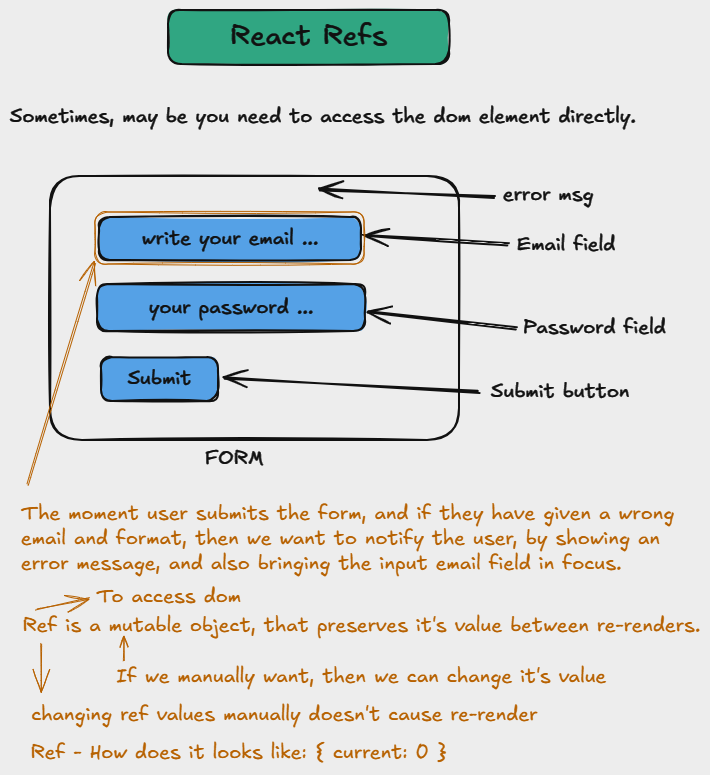 React Refs
Sometimes, may be you need to access the dom element directly.
error msg
write your email ...
Email field
your password ...
Password field
Submit
Submit button
FORM
The moment user submits the form, and if they have given a wrong
email and format, then we want to notify the user, by showing an
error message, and also bringing the input email field in focus.
To access dom
Ref is a mutable object, that preserves it's value between re-renders.
If we manually want, then we can change it's value
changing ref values manually doesn't cause re-render
Ref - How does it looks like: { current: 0 }